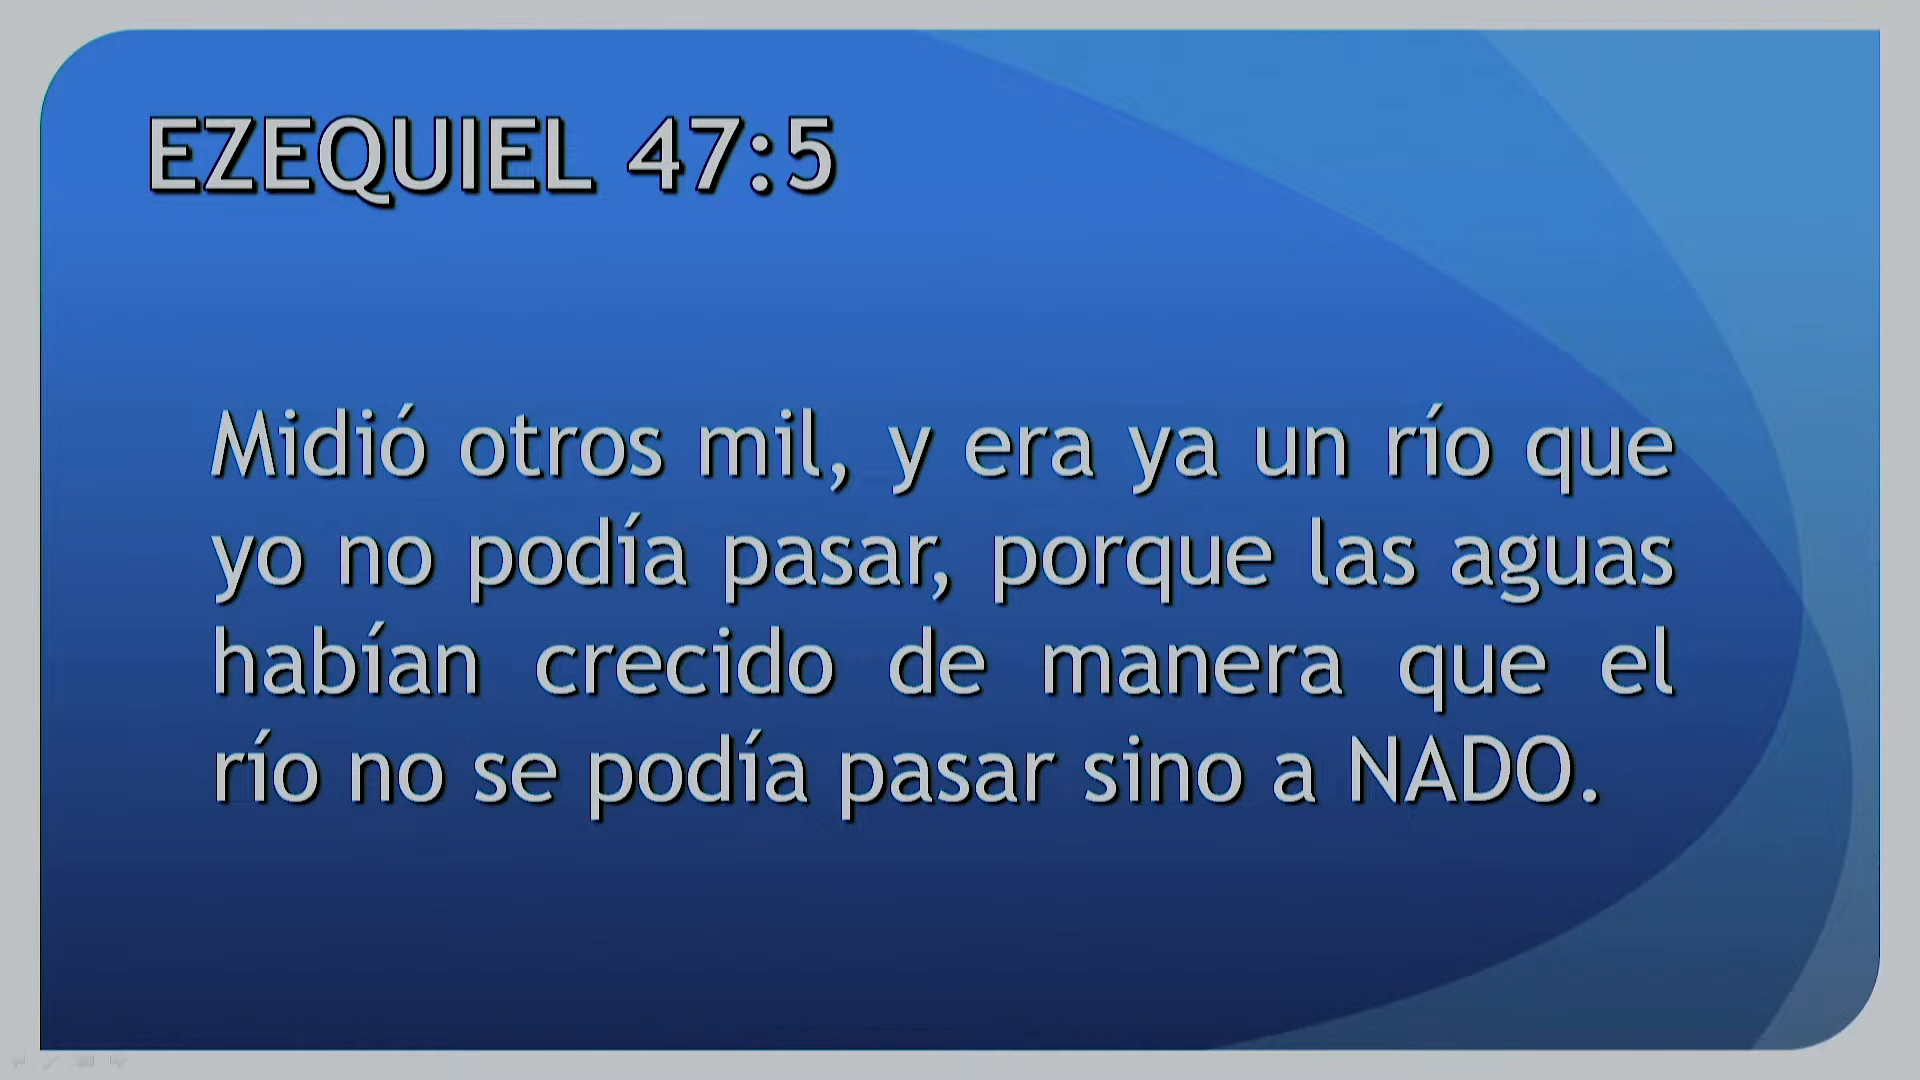 EZEQUIEL 47:5
Midió otros mil, y era ya un río que
yo no podía pasar, porque las aguas
habían crecido de manera que el
río no se podía pasar sino a NADO.